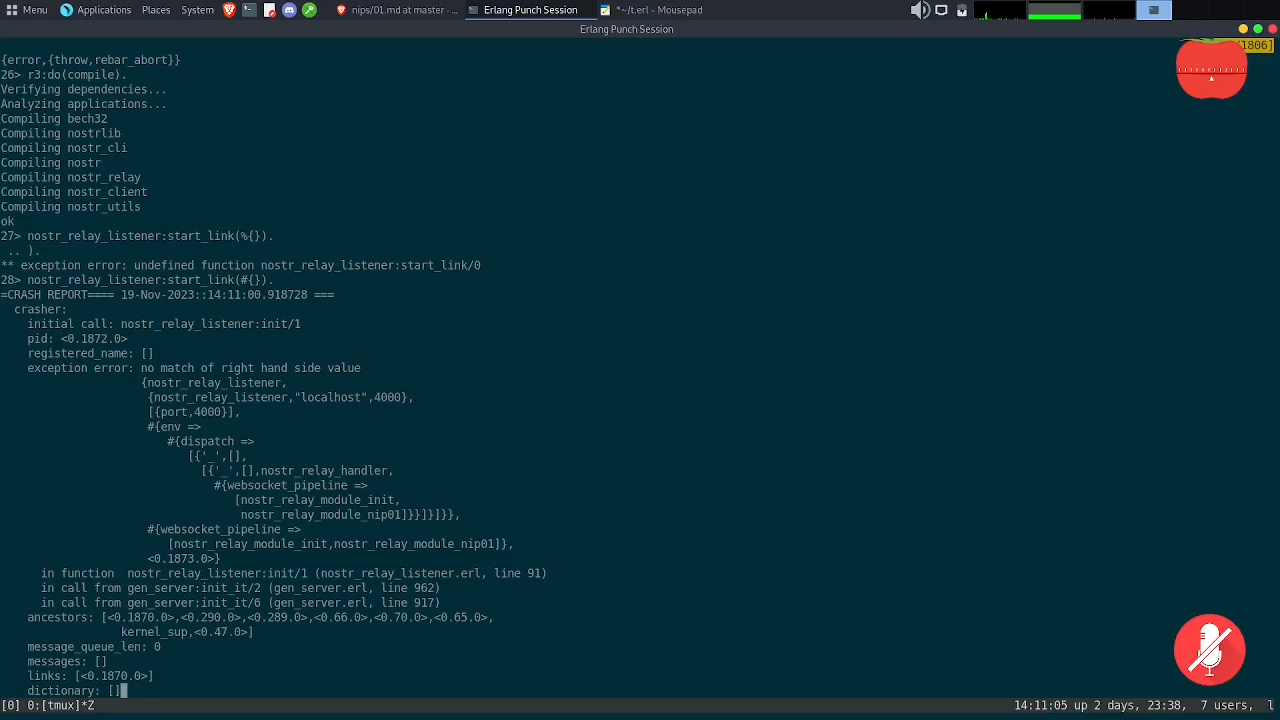 Menu Applications Places System nips/01.md at master -... Erlang Punch Session *~/t.erl - Mousepad
Erlang Punch Session
1806]
{error,{throw,rebar_abort}}
26> r3:do(compile).
Verifying dependencies...
Analyzing applications...
Compiling bech32
Compiling nostrlib
Compiling nostr_cli
Compiling nostr
Compiling nostr_relay
Compiling nostr_client
Compiling nostr_utils
ok
27> nostr_relay_listener:start_link(%{}).
.. ).
** exception error: undefined function nostr_relay_listener:start_link/0
28> nostr_relay_listener:start_link(#{}).
=CRASH REPORT==== 19-Nov-2023::14:11:00.918728 ===
crasher:
initial call: nostr_relay_listener:init/1
pid: <0.1872.0>
registered_name: []
exception error: no match of right hand side value
{nostr_relay_listener,
{nostr_relay_listener,"localhost",4000},
[{port,4000}],
#{env =>
#{dispatch =>
[{'_',[],
[{'_',[],nostr_relay_handler,
#{websocket_pipeline =>
[nostr_relay_module_init,
nostr_relay_module_nip01]}}]}]}},
#{websocket_pipeline =>
[nostr_relay_module_init,nostr_relay_module_nip01]},
<0.1873.0>}
in function  nostr_relay_listener:init/1 (nostr_relay_listener.erl, line 91)
in call from gen_server:init_it/2 (gen_server.erl, line 962)
in call from gen_server:init_it/6 (gen_server.erl, line 917)
ancestors: [<0.1870.0>,<0.290.0>,<0.289.0>,<0.66.0>,<0.70.0>,<0.65.0>,
kernel_sup,<0.47.0>]
message_queue_len: 0
messages: []
links: [<0.1870.0>]
dictionary: []
[0] 0:[tmux]*Z 14:11:05 up 2 days, 23:38, 7 users, l